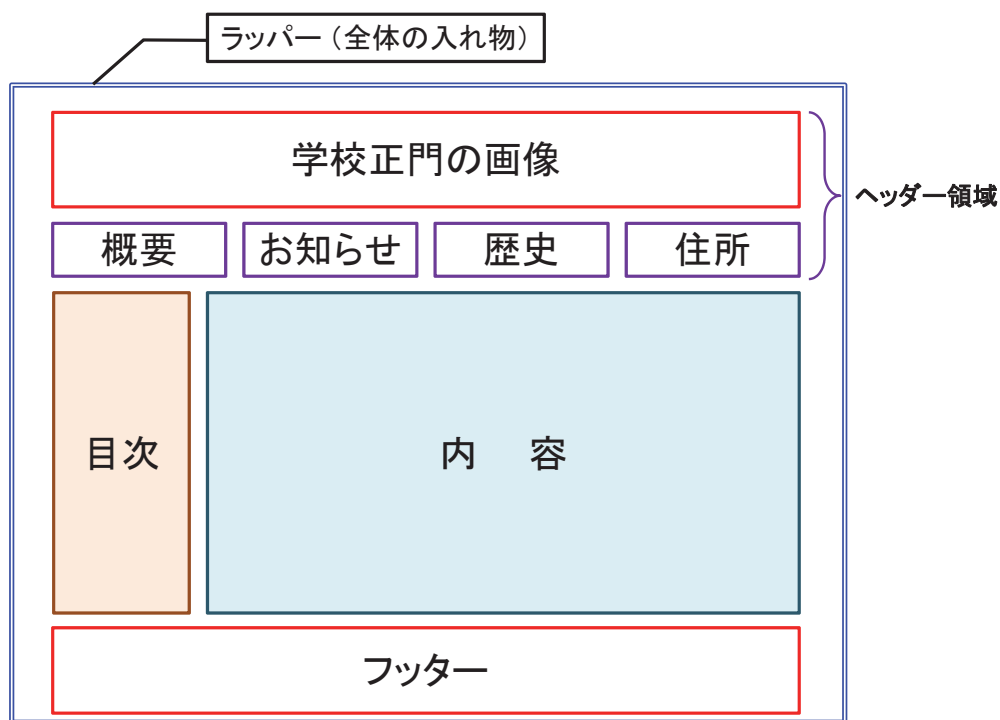 ラッパー（全体の入れ物）
学校正門の画像
ヘッダー領域
概要
お知らせ
歴史
住所
目次
内　容
フッター